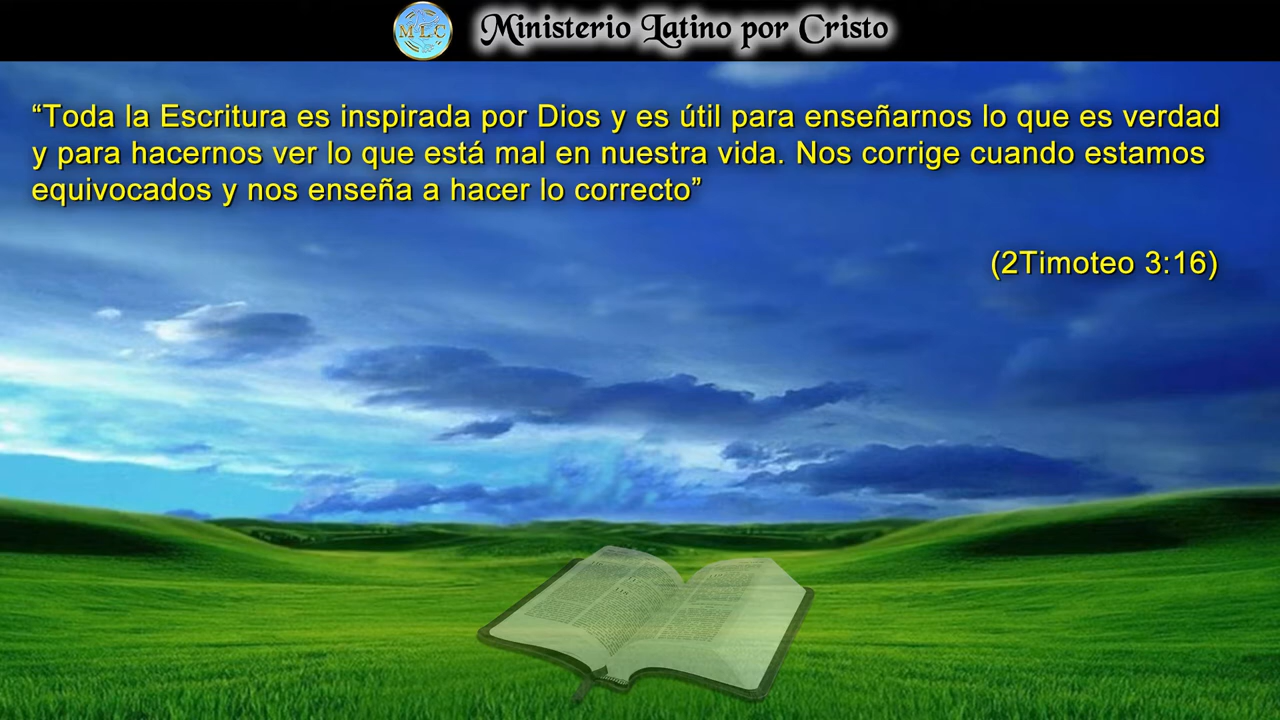 MLC
Ministerio Latino por Cristo
“Toda la Escritura es inspirada por Dios y es útil para enseñarnos lo que es verdad
y para hacernos ver lo que está mal en nuestra vida. Nos corrige cuando estamos
equivocados y nos enseña a hacer lo correcto”
(2Timoteo 3:16)